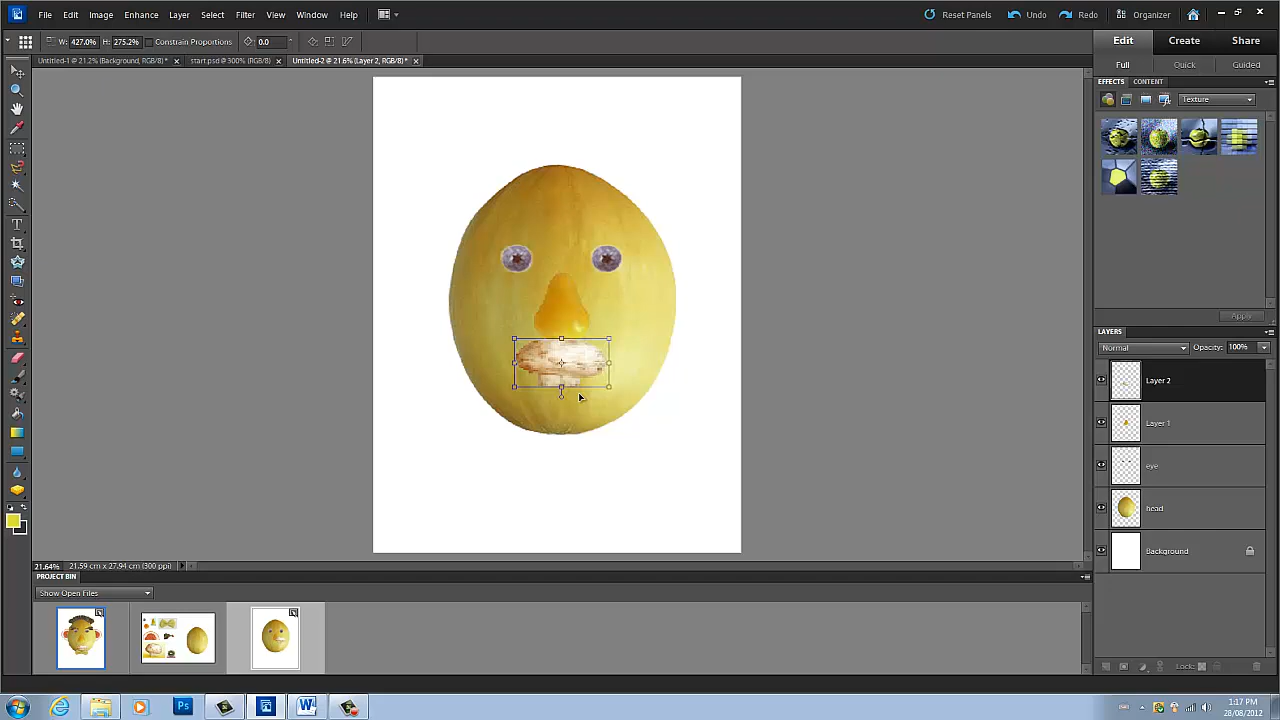 File Edit Image Enhance Layer Select Filter View Window Help Reset Panels Undo Redo Organizer
W: 427.0% H: 275.2% Constrain Proportions 0.0 Edit Create Share
Untitled-1 @ 21.2% (Background, RGB/8) * start.psd @ 300% (RGB/8) Untitled-2 @ 21.6% (Layer 2, RGB/8) *
Full Quick Guided
EFFECTS CONTENT
Texture
Apply
LAYERS
Normal Opacity: 100%
Layer 2
Layer 1
eye
head
Background
21.64% 21.59 cm x 27.94 cm (300 ppi)
PROJECT BIN
Show Open Files
Lock:
1:17 PM
28/08/2012